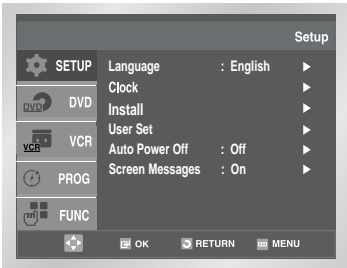 Setup
SETUP
Language : English
Clock
Install
User Set
Auto Power Off : Off
Screen Messages : On
DVD DVD
VCR VCR
PROG
FUNC
OK RETURN MENU